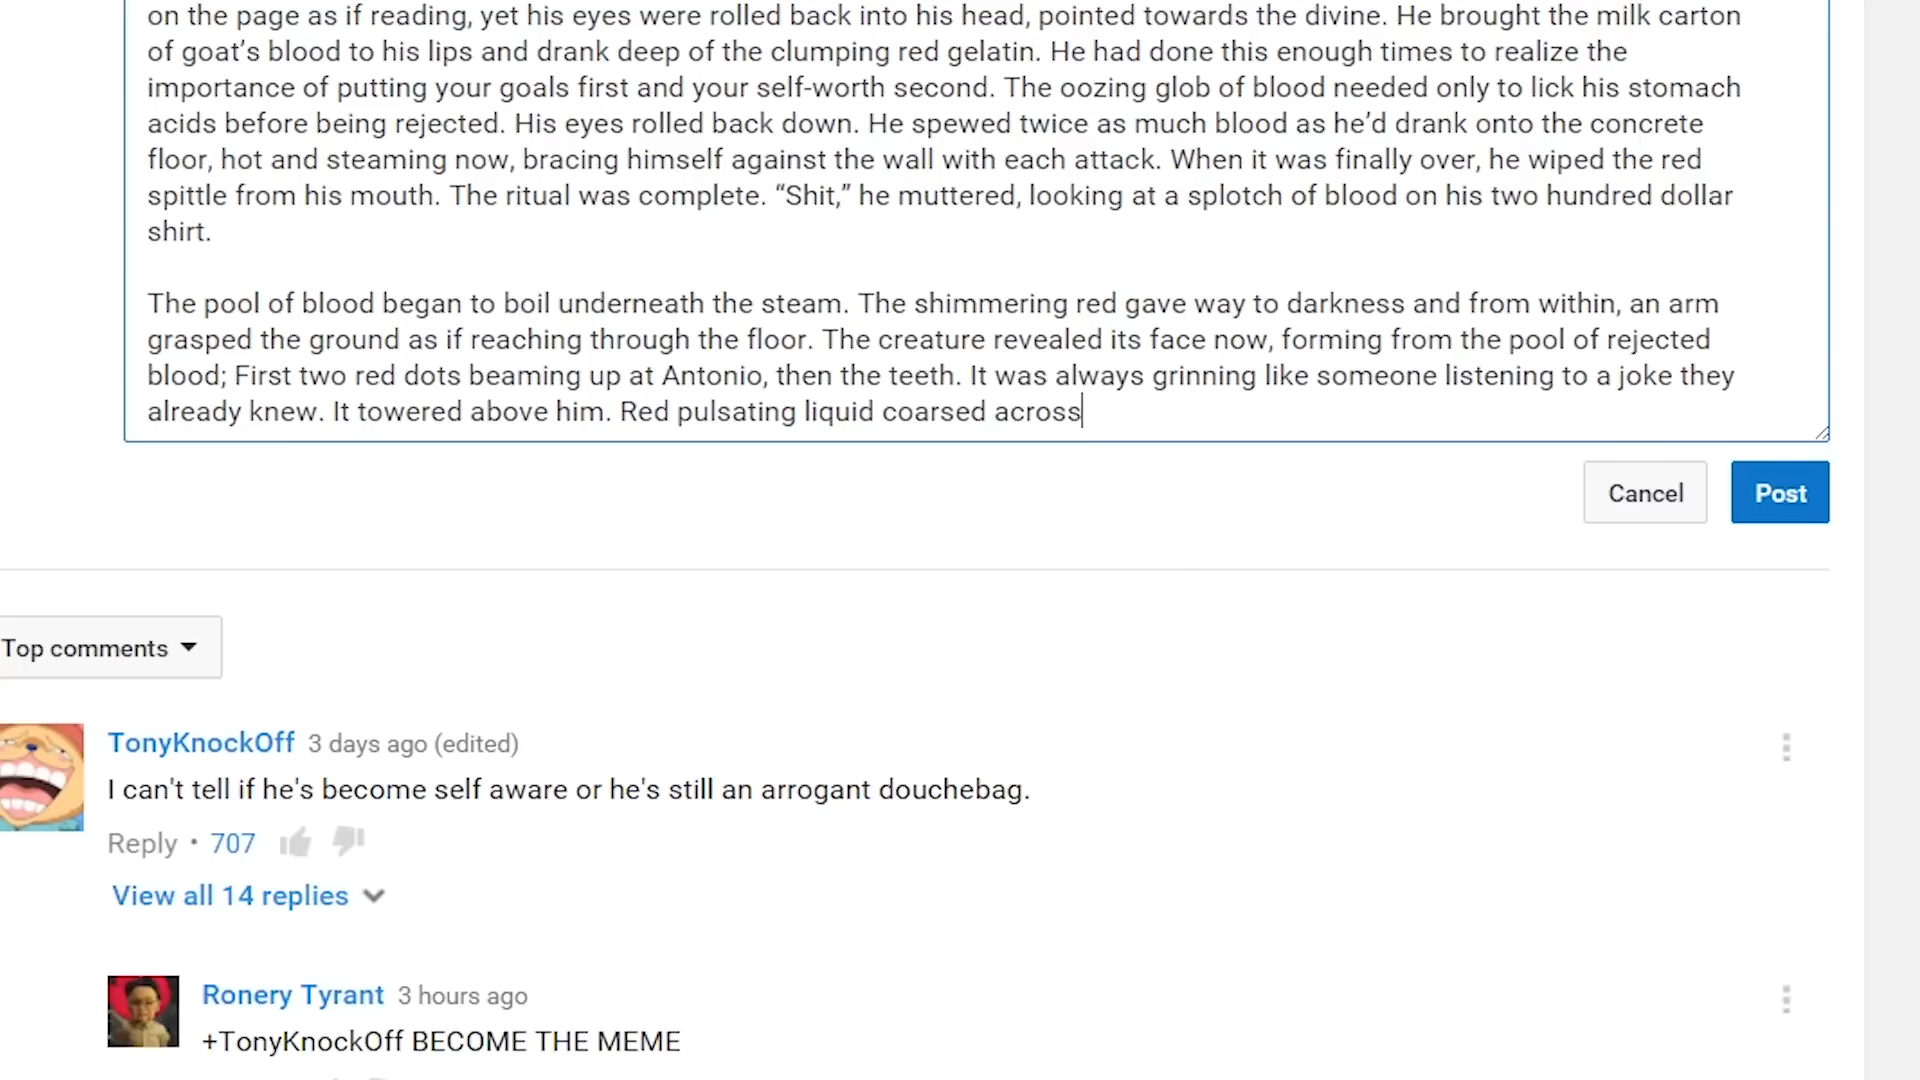 on the page as if reading, yet his eyes were rolled back into his head, pointed towards the divine. He brought the milk carton
of goat’s blood to his lips and drank deep of the clumping red gelatin. He had done this enough times to realize the
importance of putting your goals first and your self-worth second. The oozing glob of blood needed only to lick his stomach
acids before being rejected. His eyes rolled back down. He spewed twice as much blood as he’d drank onto the concrete
floor, hot and steaming now, bracing himself against the wall with each attack. When it was finally over, he wiped the red
spittle from his mouth. The ritual was complete. “Shit,” he muttered, looking at a splotch of blood on his two hundred dollar
shirt.
The pool of blood began to boil underneath the steam. The shimmering red gave way to darkness and from within, an arm
grasped the ground as if reaching through the floor. The creature revealed its face now, forming from the pool of rejected
blood; First two red dots beaming up at Antonio, then the teeth. It was always grinning like someone listening to a joke they
already knew. It towered above him. Red pulsating liquid coarsed across
Cancel Post
Top comments
TonyKnockOff 3 days ago (edited)
I can't tell if he's become self aware or he's still an arrogant douchebag.
Reply • 707
View all 14 replies
Ronery Tyrant 3 hours ago
+TonyKnockOff BECOME THE MEME